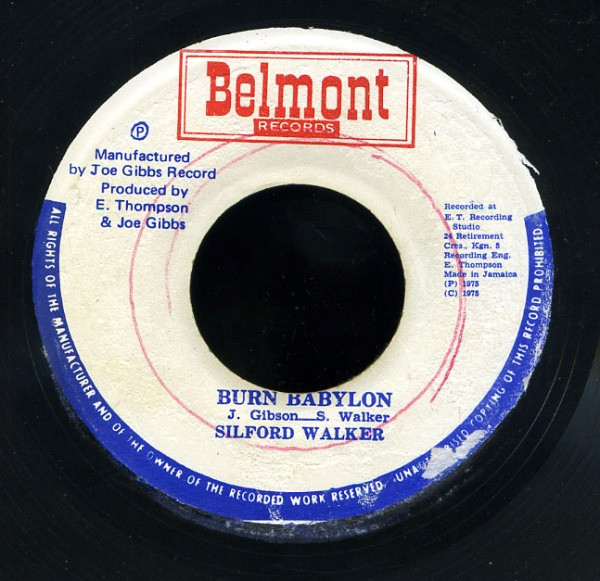 Belmont
RECORDS
P
Manufactured
by Joe Gibbs Record
Produced by
E. Thompson
& Joe Gibbs
Recorded at
E. T. Recording
Studio
24 Retirement
Cres., Kgn. 5
Recording Eng.
E. Thompson
Made in Jamaica
(P) 1975
(C) 1975
BURN BABYLON
J. Gibson—S. Walker
SILFORD WALKER
ALL RIGHTS OF THE MANUFACTURER AND OF THE OWNER OF THE RECORDED WORK RESERVED. UNAUTHORISED COPYING OF THIS RECORD PROHIBITED.